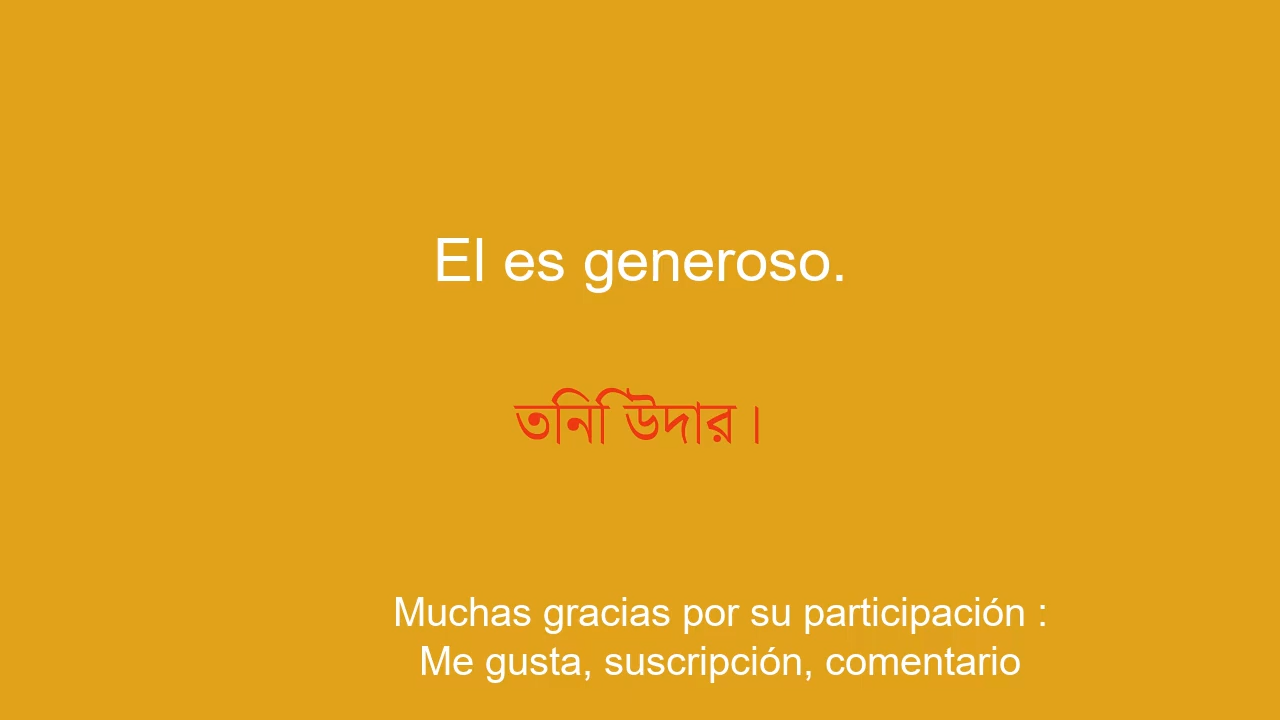 El es generoso.
তিনি উদার।
Muchas gracias por su participación :
Me gusta, suscripción, comentario